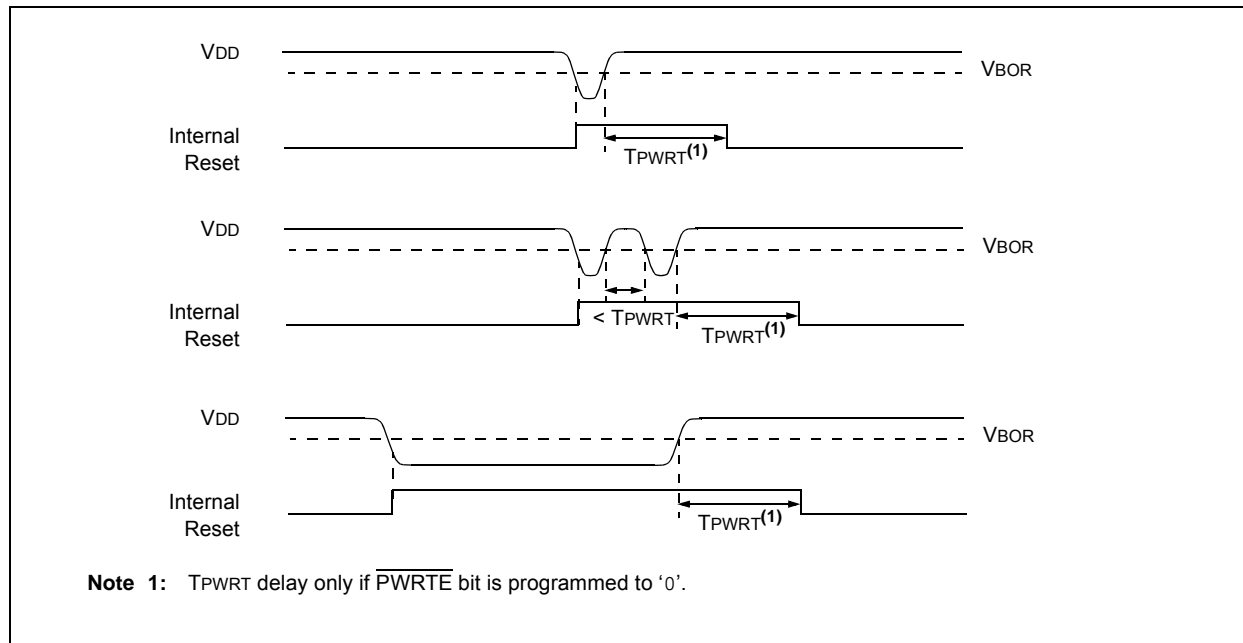 VDD
VBOR
Internal
Reset
TPWRT(1)
VDD
VBOR
Internal
Reset
< TPWRT
TPWRT(1)
VDD
VBOR
Internal
Reset
TPWRT(1)
Note 1: TPWRT delay only if PWRTE bit is programmed to ‘0’.